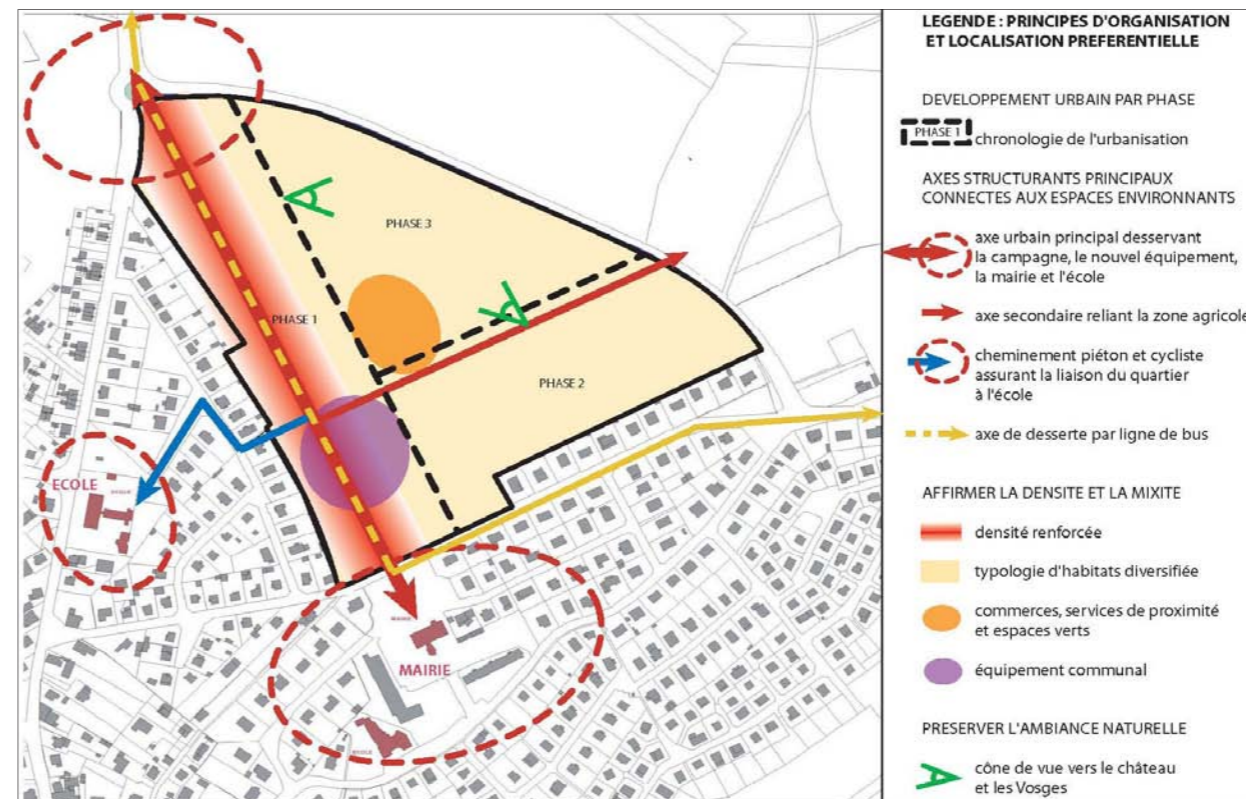 PHASE 3
PHASE 1
PHASE 2
ECOLE
MAIRIE
LEGENDE : PRINCIPES D'ORGANISATION
ET LOCALISATION PREFERENTIELLE
DEVELOPPEMENT URBAIN PAR PHASE
PHASE 1
chronologie de l'urbanisation
AXES STRUCTURANTS PRINCIPAUX
CONNECTES AUX ESPACES ENVIRONNANTS
axe urbain principal desservant
la campagne, le nouvel équipement,
la mairie et l'école
axe secondaire reliant la zone agricole
cheminement piéton et cycliste
assurant la liaison du quartier
à l'école
axe de desserte par ligne de bus
AFFIRMER LA DENSITE ET LA MIXITE
densité renforcée
typologie d'habitats diversifiée
commerces, services de proximité
et espaces verts
équipement communal
PRESERVER L'AMBIANCE NATURELLE
cône de vue vers le château
et les Vosges